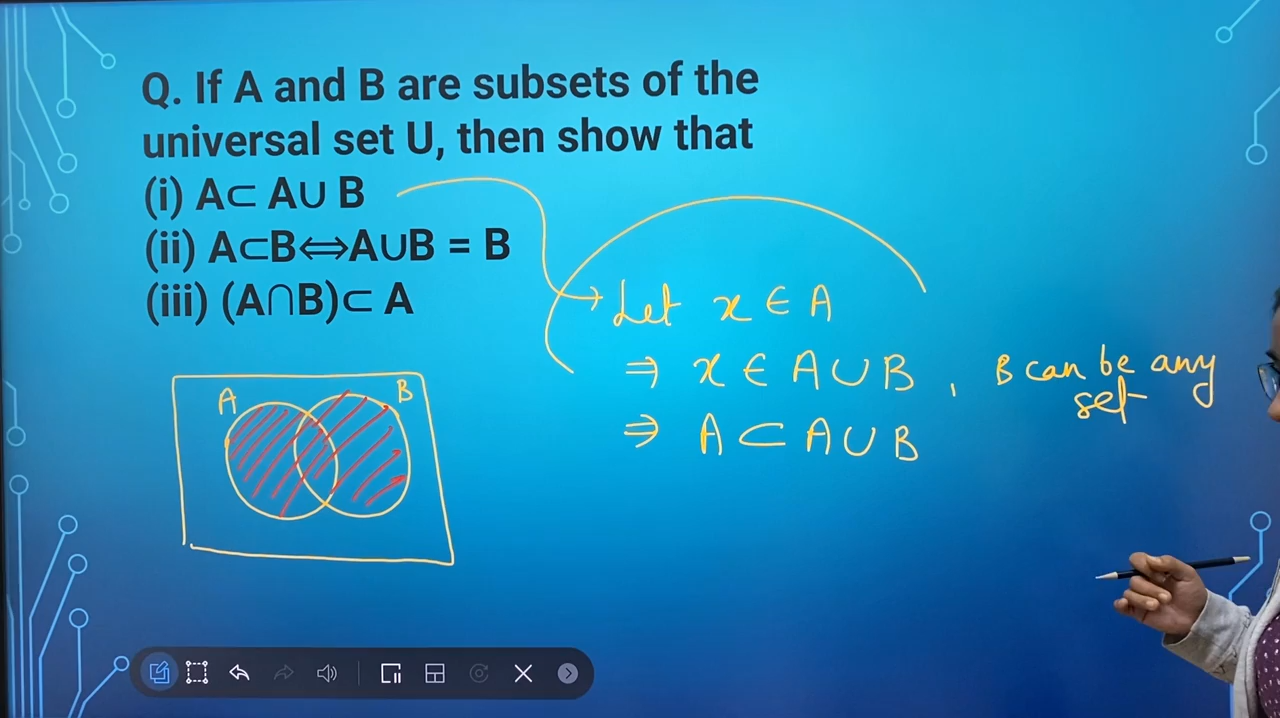 Q. If A and B are subsets of the
universal set U, then show that
(i) A⊂ A∪ B
(ii) A⊂B⇔A∪B = B
(iii) (A∩B)⊂ A
Let x ∈ A
⇒ x ∈ A ∪ B , B can be any
set
⇒ A ⊂ A ∪ B
A B